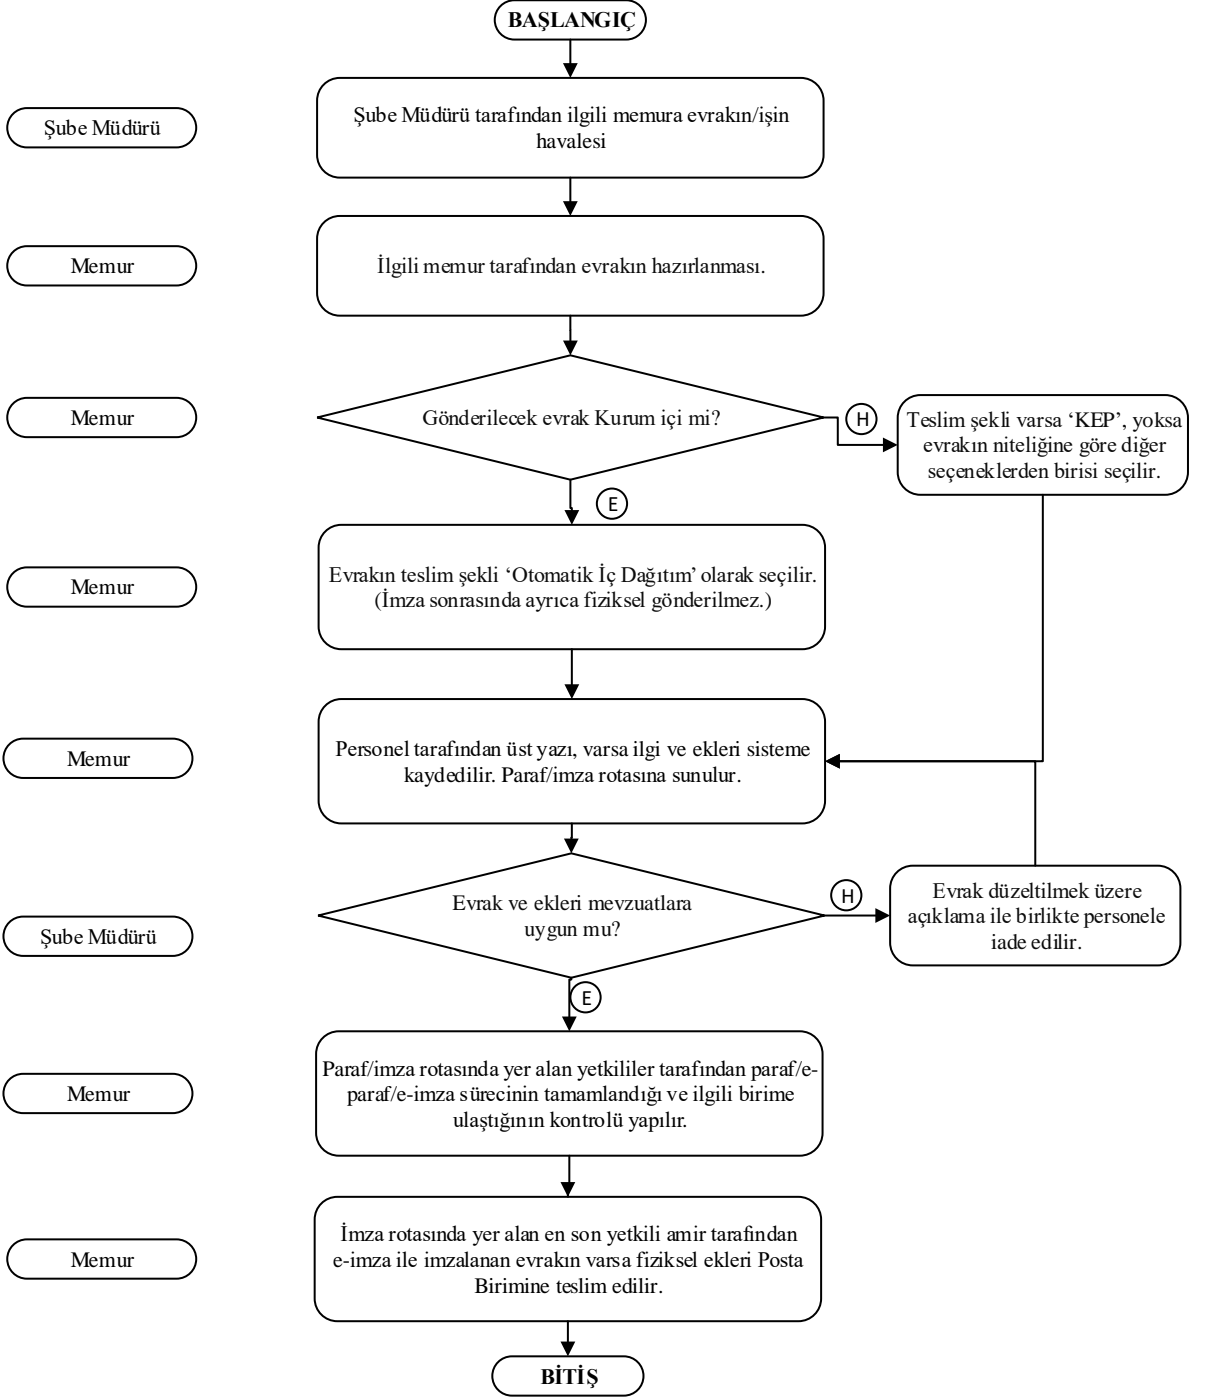 BAŞLANGIÇ
Şube Müdürü
Şube Müdürü tarafından ilgili memura evrakın/işin
havalesi
Memur
İlgili memur tarafından evrakın hazırlanması.
Memur
Gönderilecek evrak Kurum içi mi?
H
Teslim şekli varsa ‘KEP’, yoksa
evrakın niteliğine göre diğer
seçeneklerden birisi seçilir.
E
Memur
Evrakın teslim şekli ‘Otomatik İç Dağıtım’ olarak seçilir.
(İmza sonrasında ayrıca fiziksel gönderilmez.)
Memur
Personel tarafından üst yazı, varsa ilgi ve ekleri sisteme
kaydedilir. Paraf/imza rotasına sunulur.
Şube Müdürü
Evrak ve ekleri mevzuatlara
uygun mu?
H
Evrak düzeltilmek üzere
açıklama ile birlikte personele
iade edilir.
E
Memur
Paraf/imza rotasında yer alan yetkililer tarafından paraf/e-
paraf/e-imza sürecinin tamamlandığı ve ilgili birime
ulaştığının kontrolü yapılır.
Memur
İmza rotasında yer alan en son yetkili amir tarafından
e-imza ile imzalanan evrakın varsa fiziksel ekleri Posta
Birimine teslim edilir.
BİTİŞ